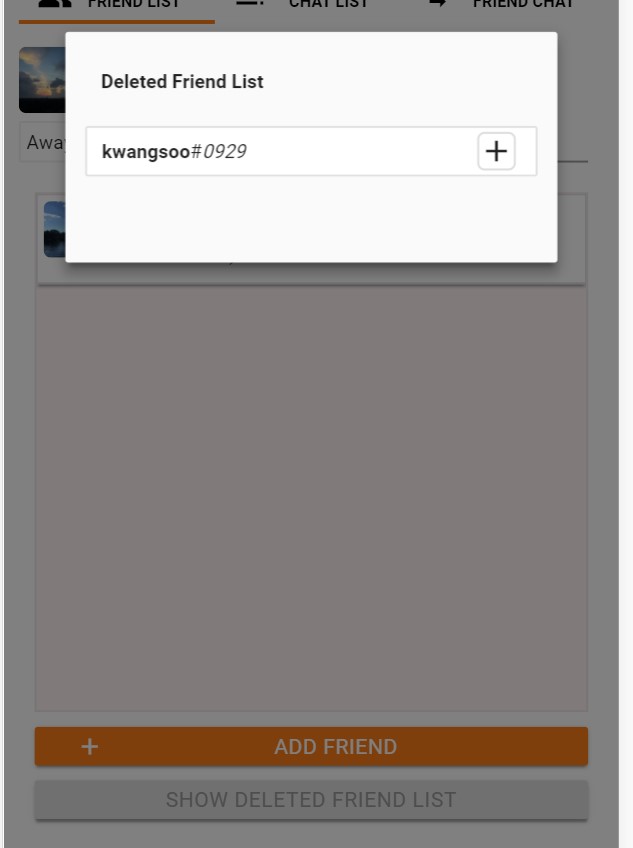 FRIEND LIST
CHAT LIST
FRIEND CHAT
Deleted Friend List
kwangsoo#0929
Awa
ADD FRIEND
SHOW DELETED FRIEND LIST